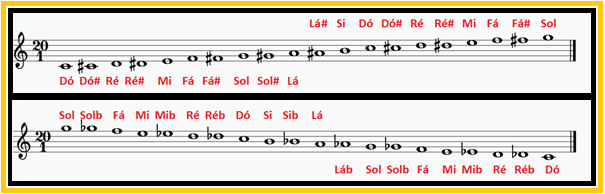 Lá# Si Dó Dó# Ré Ré# Mi Fá Fá# Sol
20
1
Dó Dó# Ré Ré# Mi Fá Fá# Sol Sol# Lá
Sol Solb Fá Mi Mib Ré Réb Dó Si Sib Lá
20
1
Láb Sol Solb Fá Mi Mib Ré Réb Dó